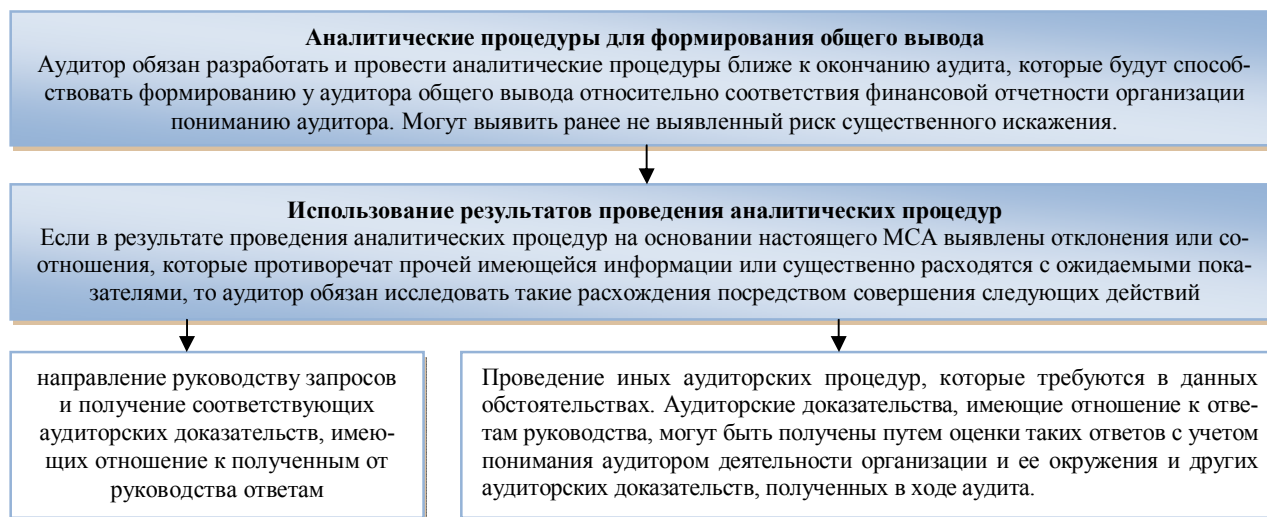 Аналитические процедуры для формирования общего вывода
Аудитор обязан разработать и провести аналитические процедуры ближе к окончанию аудита, которые будут способ-
ствовать формированию у аудитора общего вывода относительно соответствия финансовой отчетности организации
пониманию аудитора. Могут выявить ранее не выявленный риск существенного искажения.
Использование результатов проведения аналитических процедур
Если в результате проведения аналитических процедур на основании настоящего МСА выявлены отклонения или со-
отношения, которые противоречат прочей имеющейся информации или существенно расходятся с ожидаемыми пока-
зателями, то аудитор обязан исследовать такие расхождения посредством совершения следующих действий
направление руководству запросов
и получение соответствующих
аудиторских доказательств, имею-
щих отношение к полученным от
руководства ответам
Проведение иных аудиторских процедур, которые требуются в данных
обстоятельствах. Аудиторские доказательства, имеющие отношение к отве-
там руководства, могут быть получены путем оценки таких ответов с учетом
понимания аудитором деятельности организации и ее окружения и других
аудиторских доказательств, полученных в ходе аудита.